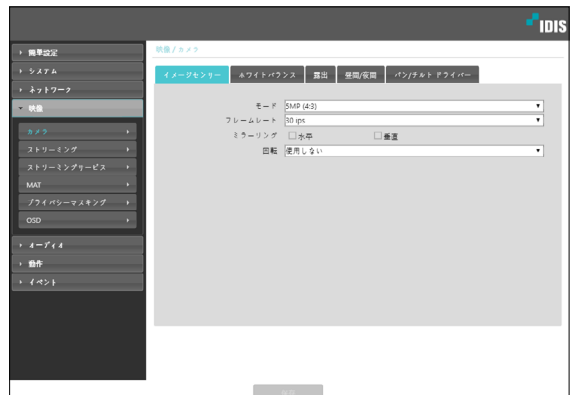 IDIS
簡単設定
システム
ネットワーク
映像
カメラ
ストリーミング
ストリーミングサービス
MAT
プライバシーマスキング
OSD
オーディオ
動作
イベント
映像 / カメラ
イメージセンサー ホワイトバランス 露出 昼間/夜間 パン/チルト ドライバー
モード 5MP (4:3)
フレームレート 30 ips
ミラーリング 水平 垂直
回転 使用しない